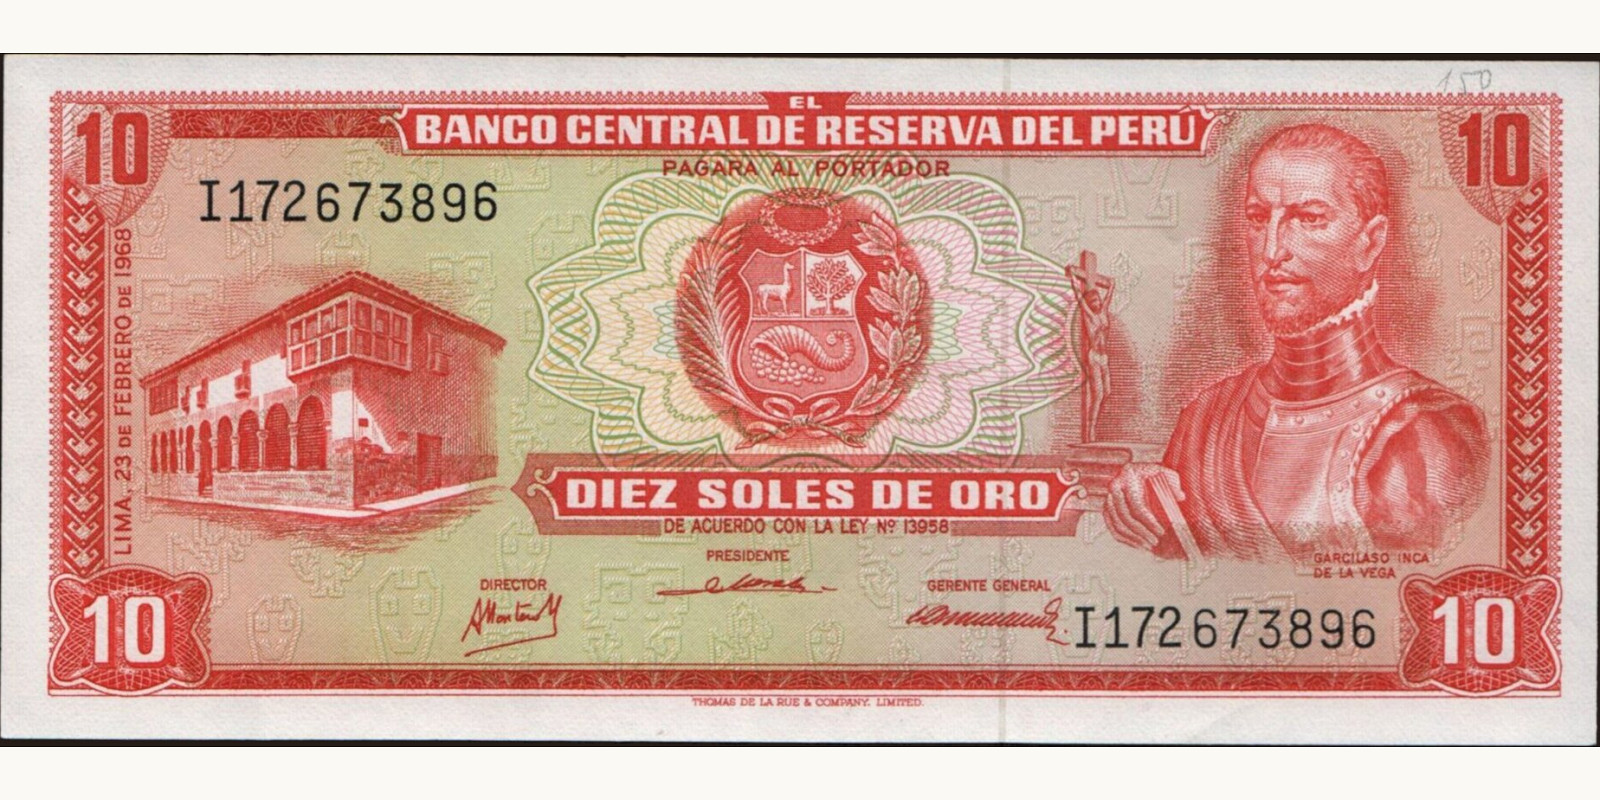 EL
BANCO CENTRAL DE RESERVA DEL PERÚ
PAGARA AL PORTADOR
10
10
150
I172673896
LIMA, 23 DE FEBRERO DE 1968
DIEZ SOLES DE ORO
DE ACUERDO CON LA LEY Nº 13958
PRESIDENTE
DIRECTOR
GERENTE GENERAL
GARCILASO INCA
DE LA VEGA
I172673896
10
10
THOMAS DE LA RUE & COMPANY, LIMITED.